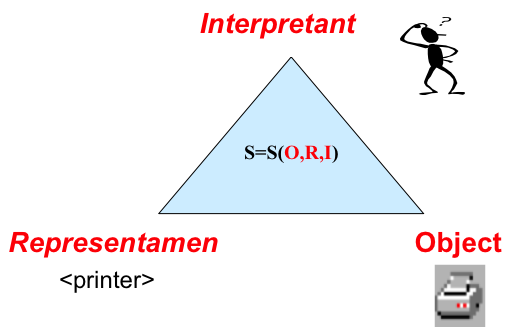 Interpretant
?
S=S(O,R,I)
Representamen
Object
<printer>